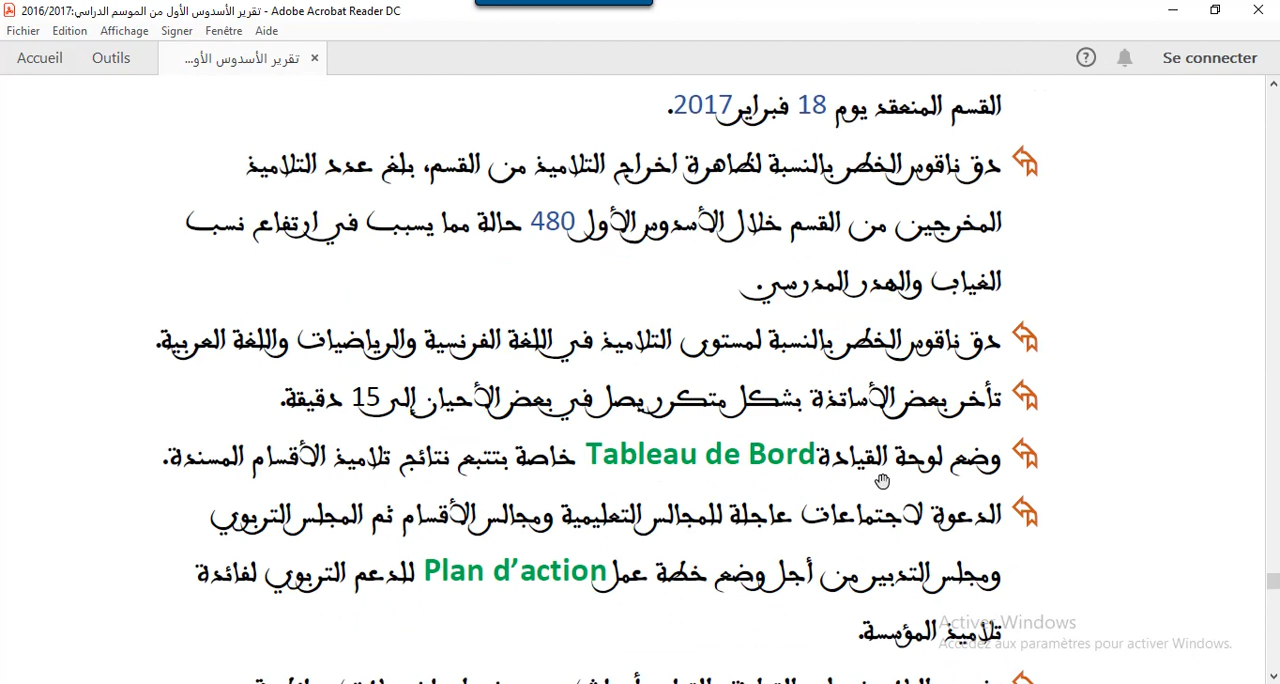 تقرير الأسدوس الأول من الموسم الدراسي:2016/2017 - Adobe Acrobat Reader DC
Fichier Edition Affichage Signer Fenêtre Aide
Accueil Outils تقرير الأسدوس الأو... × ? Se connecter
القسم المنعقد يوم 18 فبراير2017.
دق ناقوس الخطر بالنسبة لظاهرة اخراج التلاميذ من القسم، بلغ عدد التلاميذ
المخرجين من القسم خلال الأسدوس الأول 480 حالة مما يسبب في ارتفاع نسب
الغياب والهدر المدرسي.
دق ناقوس الخطر بالنسبة لمستوى التلاميذ في اللغة الفرنسية والرياضيات واللغة العربية.
تأخر بعض الأساتذة بشكل متكرر يصل في بعض الأحيان إلى 15 دقيقة.
وضع لوحة القيادة Tableau de Bord خاصة بتتبع نتائج تلاميذ الأقسام المسندة.
الدعوة لاجتماعات عاجلة للمجالس التعليمية ومجالس الأقسام ثم المجلس التربوي
ومجلس التدبير من أجل وضع خطة عمل Plan d’action للدعم التربوي لفائدة
تلاميذ المؤسسة.
Activer Windows
Accédez aux paramètres pour activer Windows.